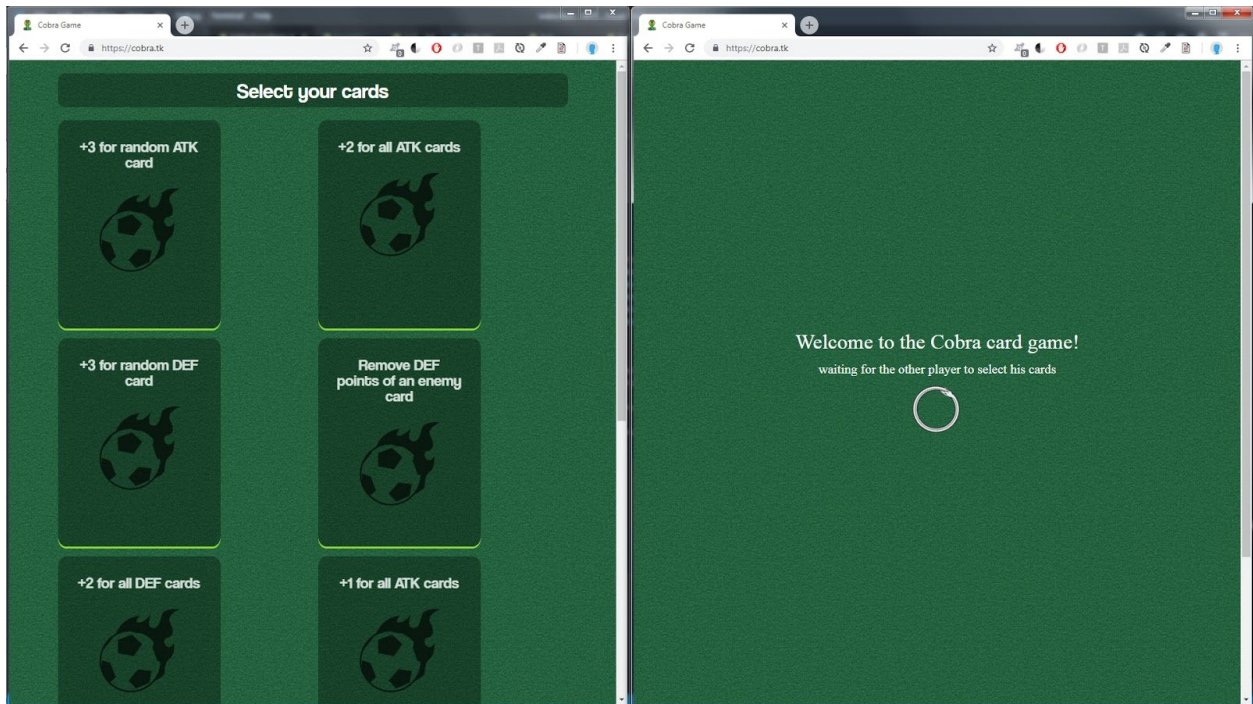 Cobra Game
https://cobra.tk
Select your cards
+3 for random ATK
card
+2 for all ATK cards
+3 for random DEF
card
Remove DEF
points of an enemy
card
+2 for all DEF cards
+1 for all ATK cards
Cobra Game
https://cobra.tk
Welcome to the Cobra card game!
waiting for the other player to select his cards